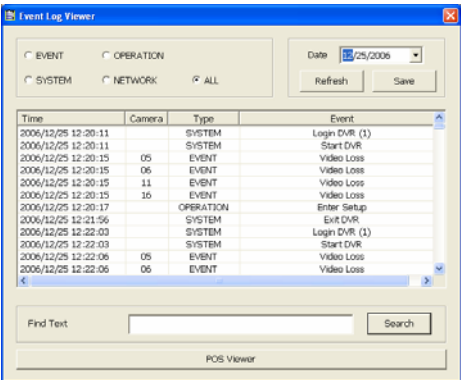 Event Log Viewer
EVENT OPERATION
SYSTEM NETWORK ALL
Date 12/25/2006
Refresh Save
Time Camera Type Event
2006/12/25 12:20:11 SYSTEM Login DVR (1)
2006/12/25 12:20:11 SYSTEM Start DVR
2006/12/25 12:20:15 05 EVENT Video Loss
2006/12/25 12:20:15 06 EVENT Video Loss
2006/12/25 12:20:15 11 EVENT Video Loss
2006/12/25 12:20:15 16 EVENT Video Loss
2006/12/25 12:20:17 OPERATION Enter Setup
2006/12/25 12:21:56 SYSTEM Exit DVR
2006/12/25 12:22:03 SYSTEM Login DVR (1)
2006/12/25 12:22:03 SYSTEM Start DVR
2006/12/25 12:22:06 05 EVENT Video Loss
2006/12/25 12:22:06 06 EVENT Video Loss
Find Text Search
POS Viewer